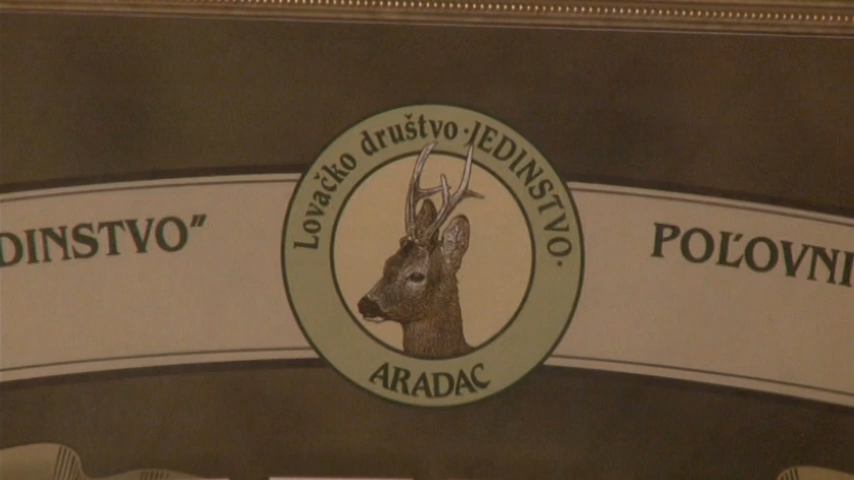 Lovačko društvo · JEDINSTVO ·
DINSTVO”
POĽOVNI
ARADAC